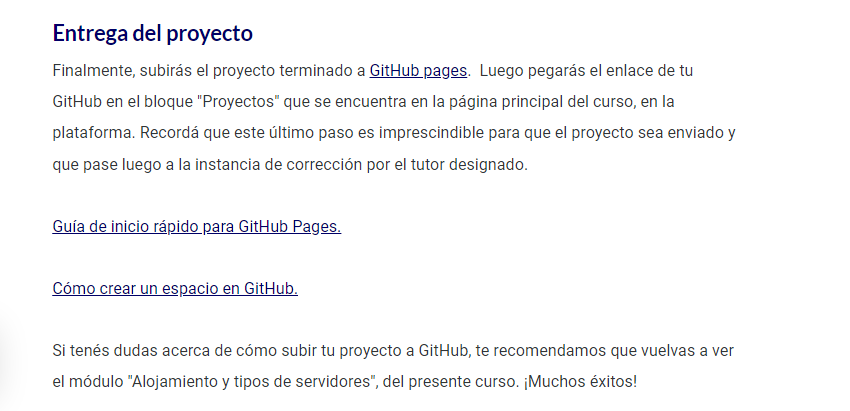 Entrega del proyecto
Finalmente, subirás el proyecto terminado a GitHub pages.  Luego pegarás el enlace de tu
GitHub en el bloque "Proyectos" que se encuentra en la página principal del curso, en la
plataforma. Recordá que este último paso es imprescindible para que el proyecto sea enviado y
que pase luego a la instancia de corrección por el tutor designado.
Guía de inicio rápido para GitHub Pages.
Cómo crear un espacio en GitHub.
Si tenés dudas acerca de cómo subir tu proyecto a GitHub, te recomendamos que vuelvas a ver
el módulo "Alojamiento y tipos de servidores", del presente curso. ¡Muchos éxitos!